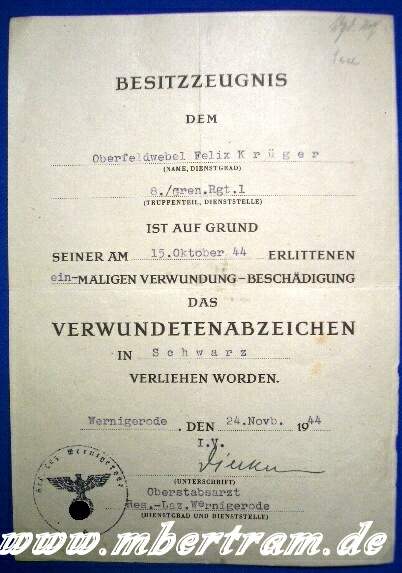 BESITZZEUGNIS
DEM
Oberfeldwebel Felix K r ü g e r
(NAME, DIENSTGRAD)
8./gren.Rgt.1
(TRUPPENTEIL, DIENSTSTELLE)
IST AUF GRUND
SEINER AM 15.Oktober 44 ERLITTENEN
ein-MALIGEN VERWUNDUNG-BESCHÄDIGUNG
DAS
VERWUNDETENABZEICHEN
IN S c h w a r z
VERLIEHEN WORDEN.
Wernigerode, DEN 24.Novb. 1944
I.V.
(UNTERSCHRIFT)
Oberstabsarzt
Res.-Laz.Wernigerode
(DIENSTGRAD UND DIENSTSTELLE)
Wernigerode
www.mbertram.de